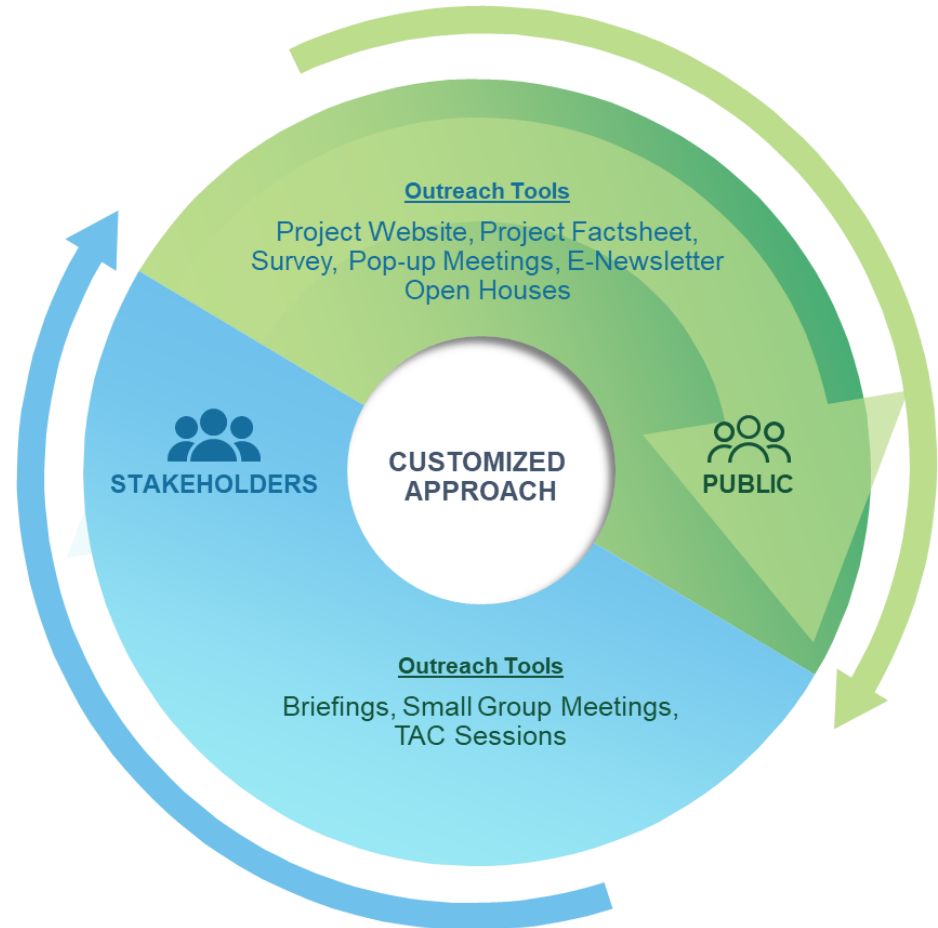 Outreach Tools
Project Website, Project Factsheet,
Survey, Pop-up Meetings, E-Newsletter
Open Houses
STAKEHOLDERS
CUSTOMIZED
APPROACH
PUBLIC
Outreach Tools
Briefings, Small Group Meetings,
TAC Sessions